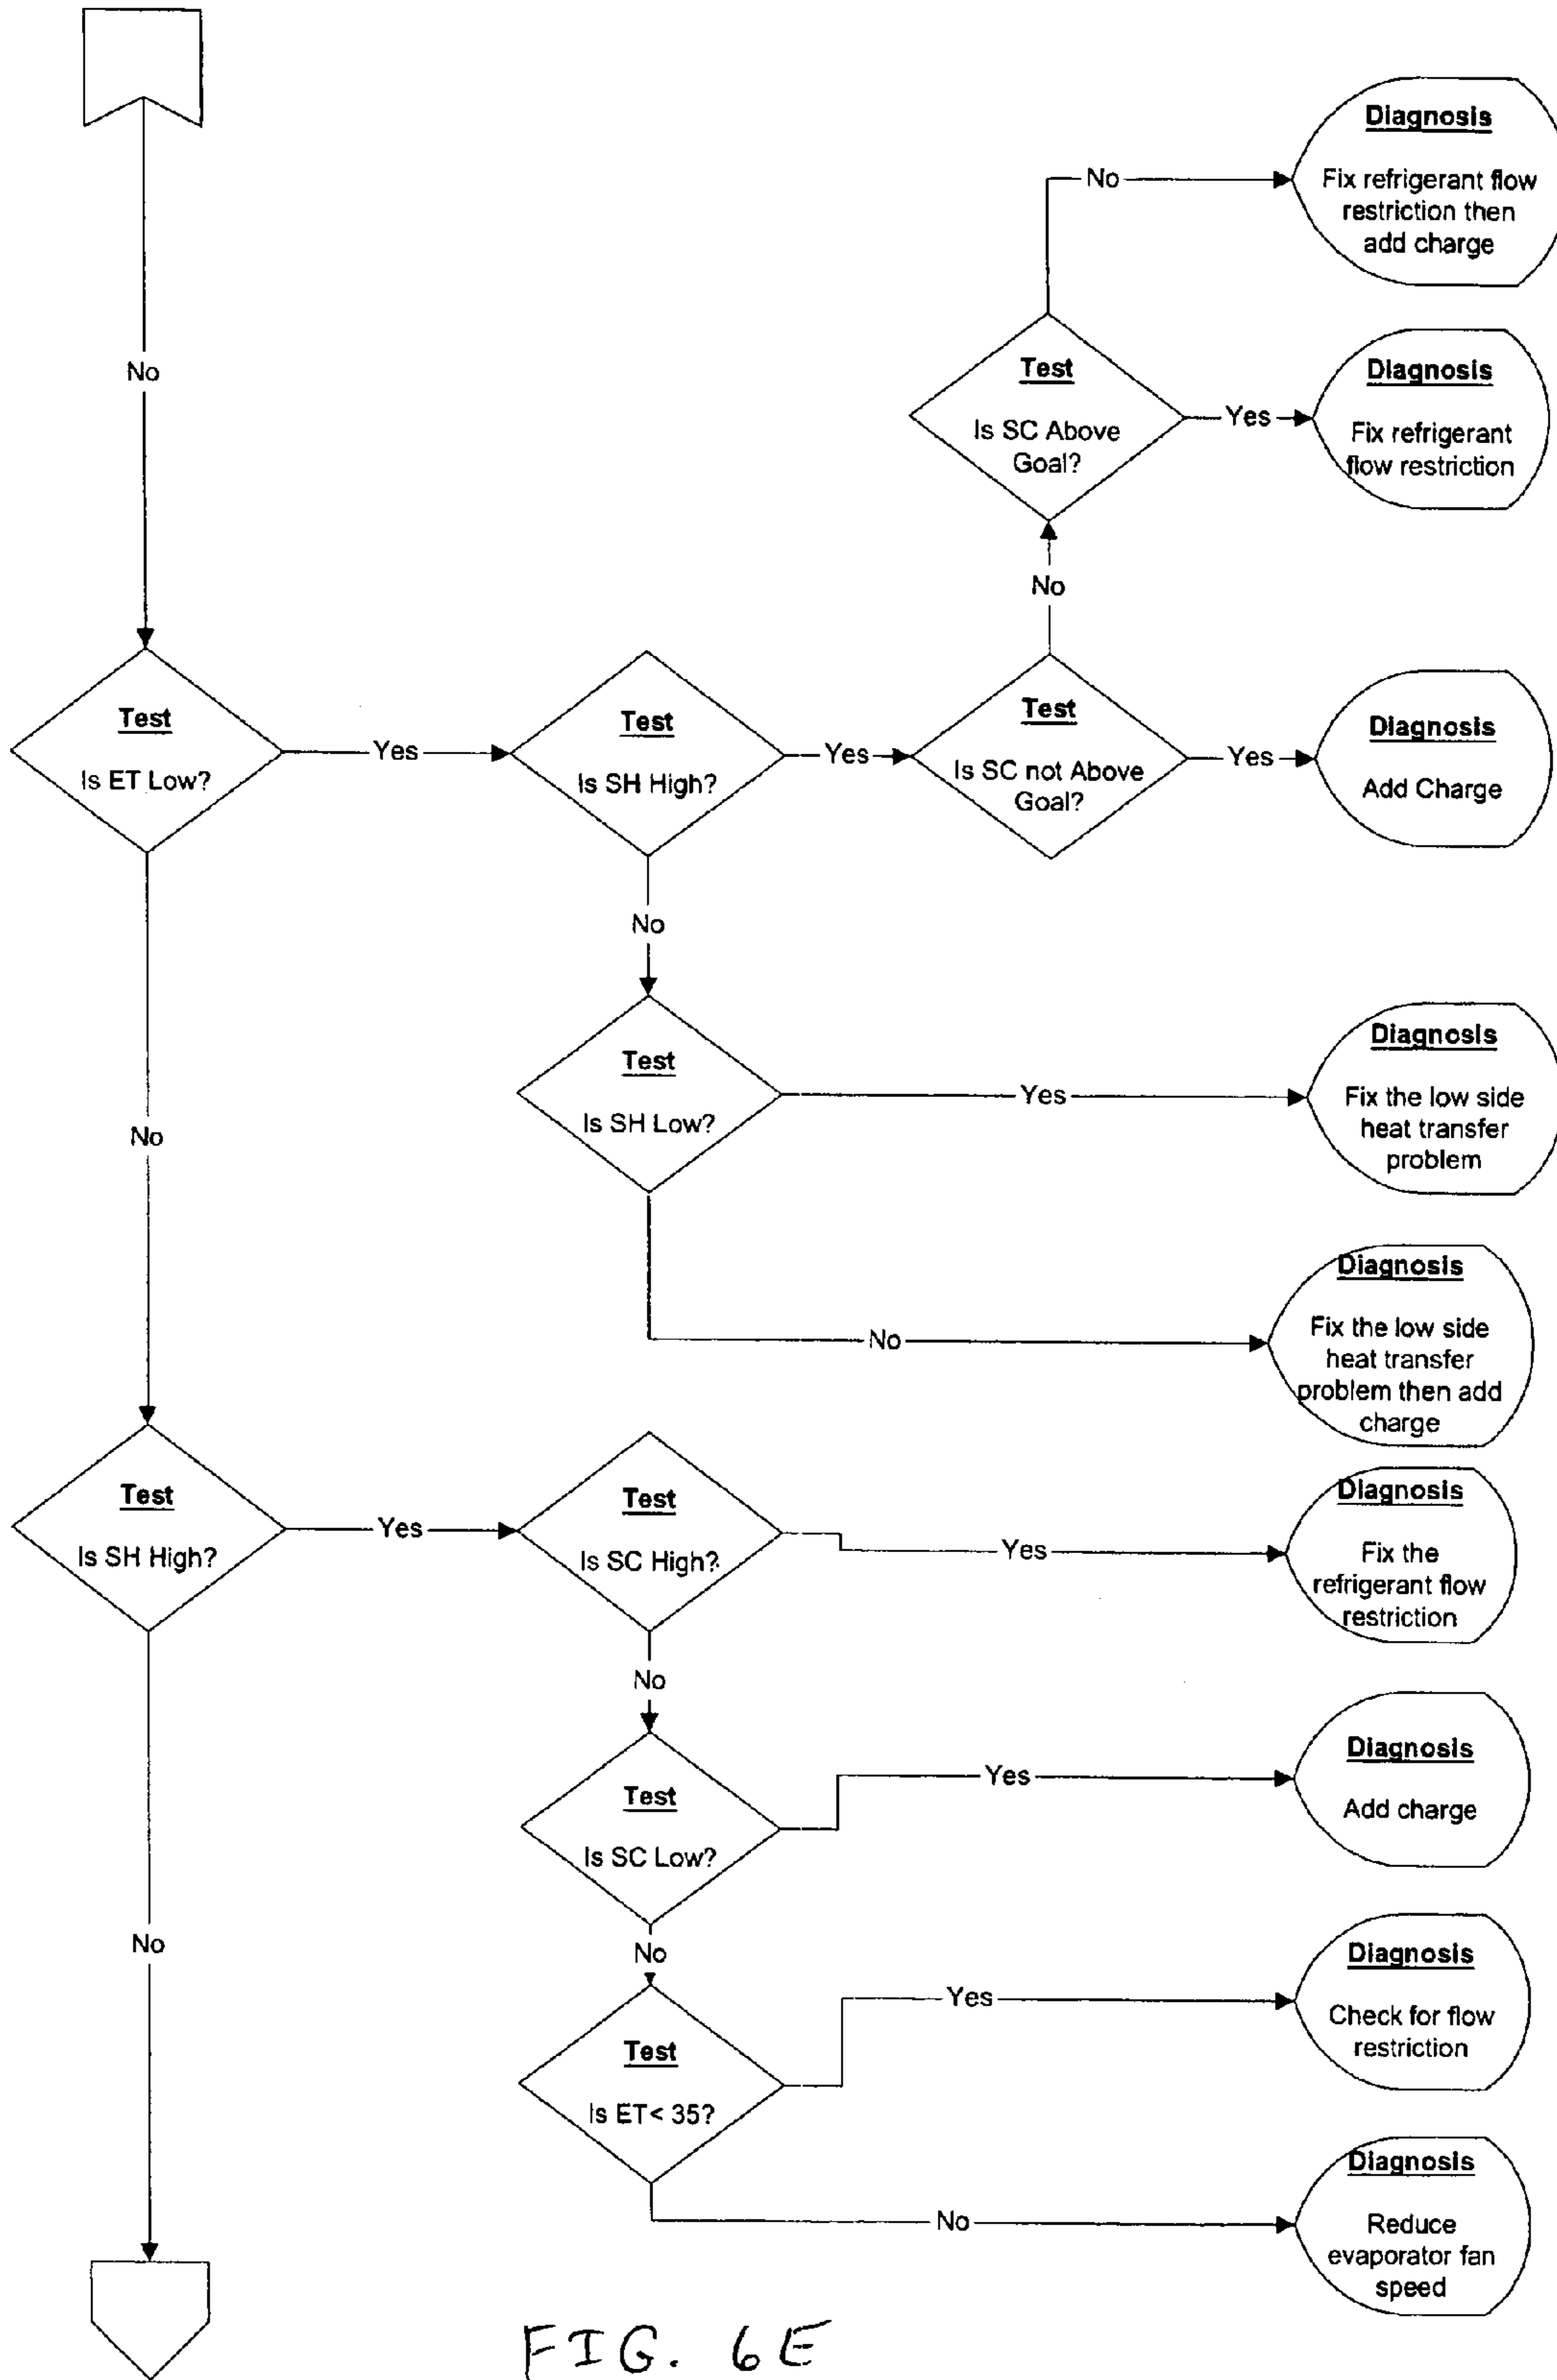 Diagnosis
Fix refrigerant flow
restriction then
add charge
No
Test
Is SC Above
Goal?
Yes
Diagnosis
Fix refrigerant
flow restriction
No
No
Test
Is ET Low?
Yes
Test
Is SH High?
Yes
Test
Is SC not Above
Goal?
Yes
Diagnosis
Add Charge
No
Test
Is SH Low?
Yes
Diagnosis
Fix the low side
heat transfer
problem
No
No
Diagnosis
Fix the low side
heat transfer
problem then add
charge
Test
Is SH High?
Yes
Test
Is SC High?
Yes
Diagnosis
Fix the
refrigerant flow
restriction
No
Test
Is SC Low?
Yes
Diagnosis
Add charge
No
No
Test
Is ET< 35?
Yes
Diagnosis
Check for flow
restriction
No
Diagnosis
Reduce
evaporator fan
speed
FIG. 6E